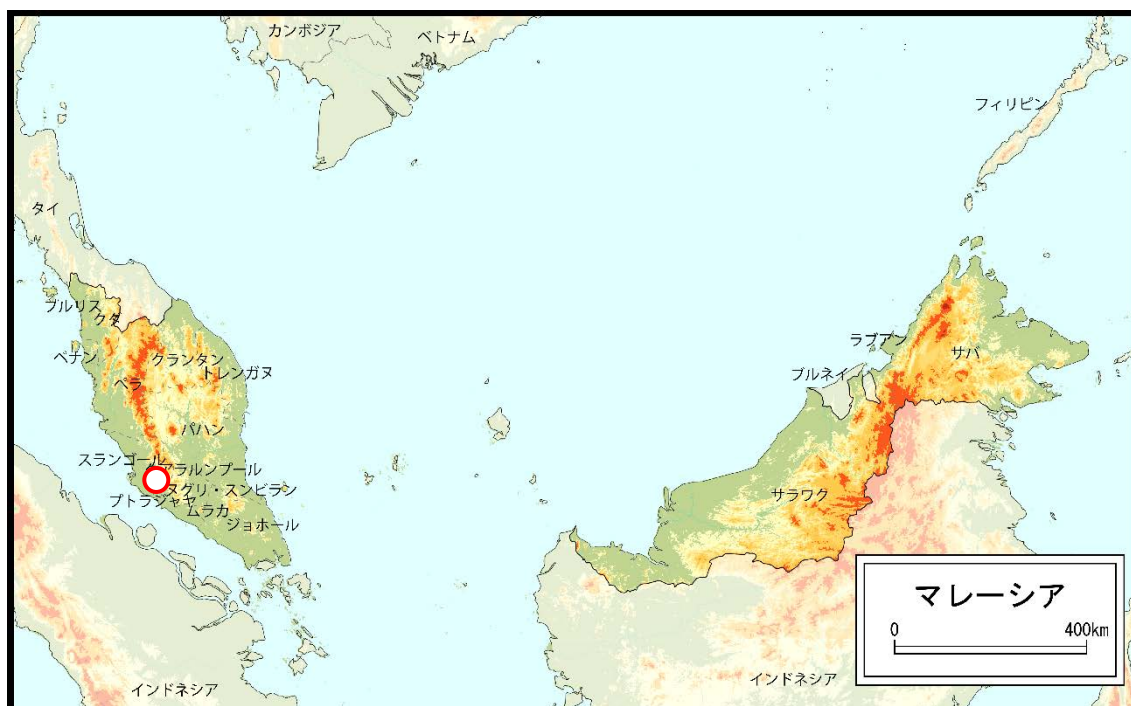 カンボジア
ベトナム
フィリピン
タイ
プルリス
クダ
ペナン
クランタン
トレンガヌ
ペラ
パハン
スランゴール
アラルンプール
ヌグリ・スンビラン
プトラジャヤ
ムラカ
ジョホール
ラブアン
サバ
ブルネイ
サラワク
マレーシア
0 400km
インドネシア
インドネシア